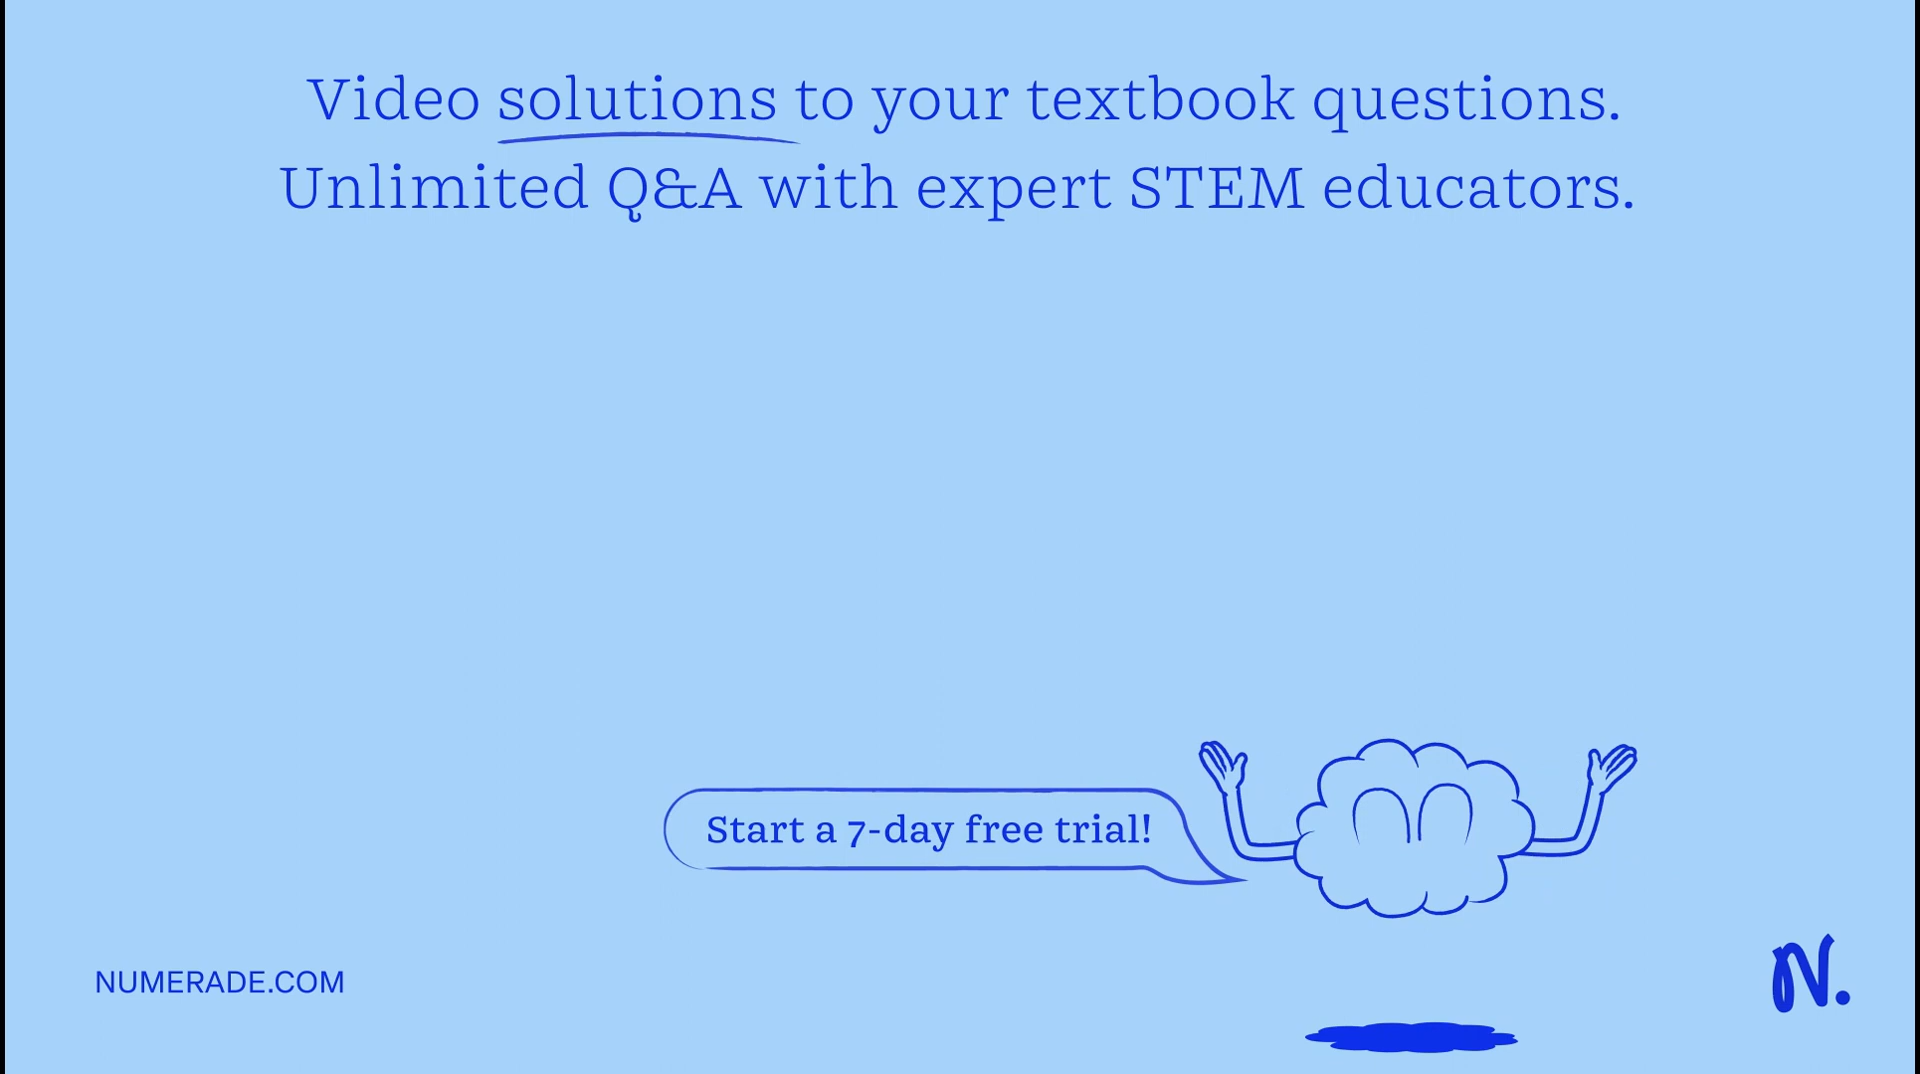 Video solutions to your textbook questions.
Unlimited Q&A with expert STEM educators.
Start a 7-day free trial!
NUMERADE.COM
N.